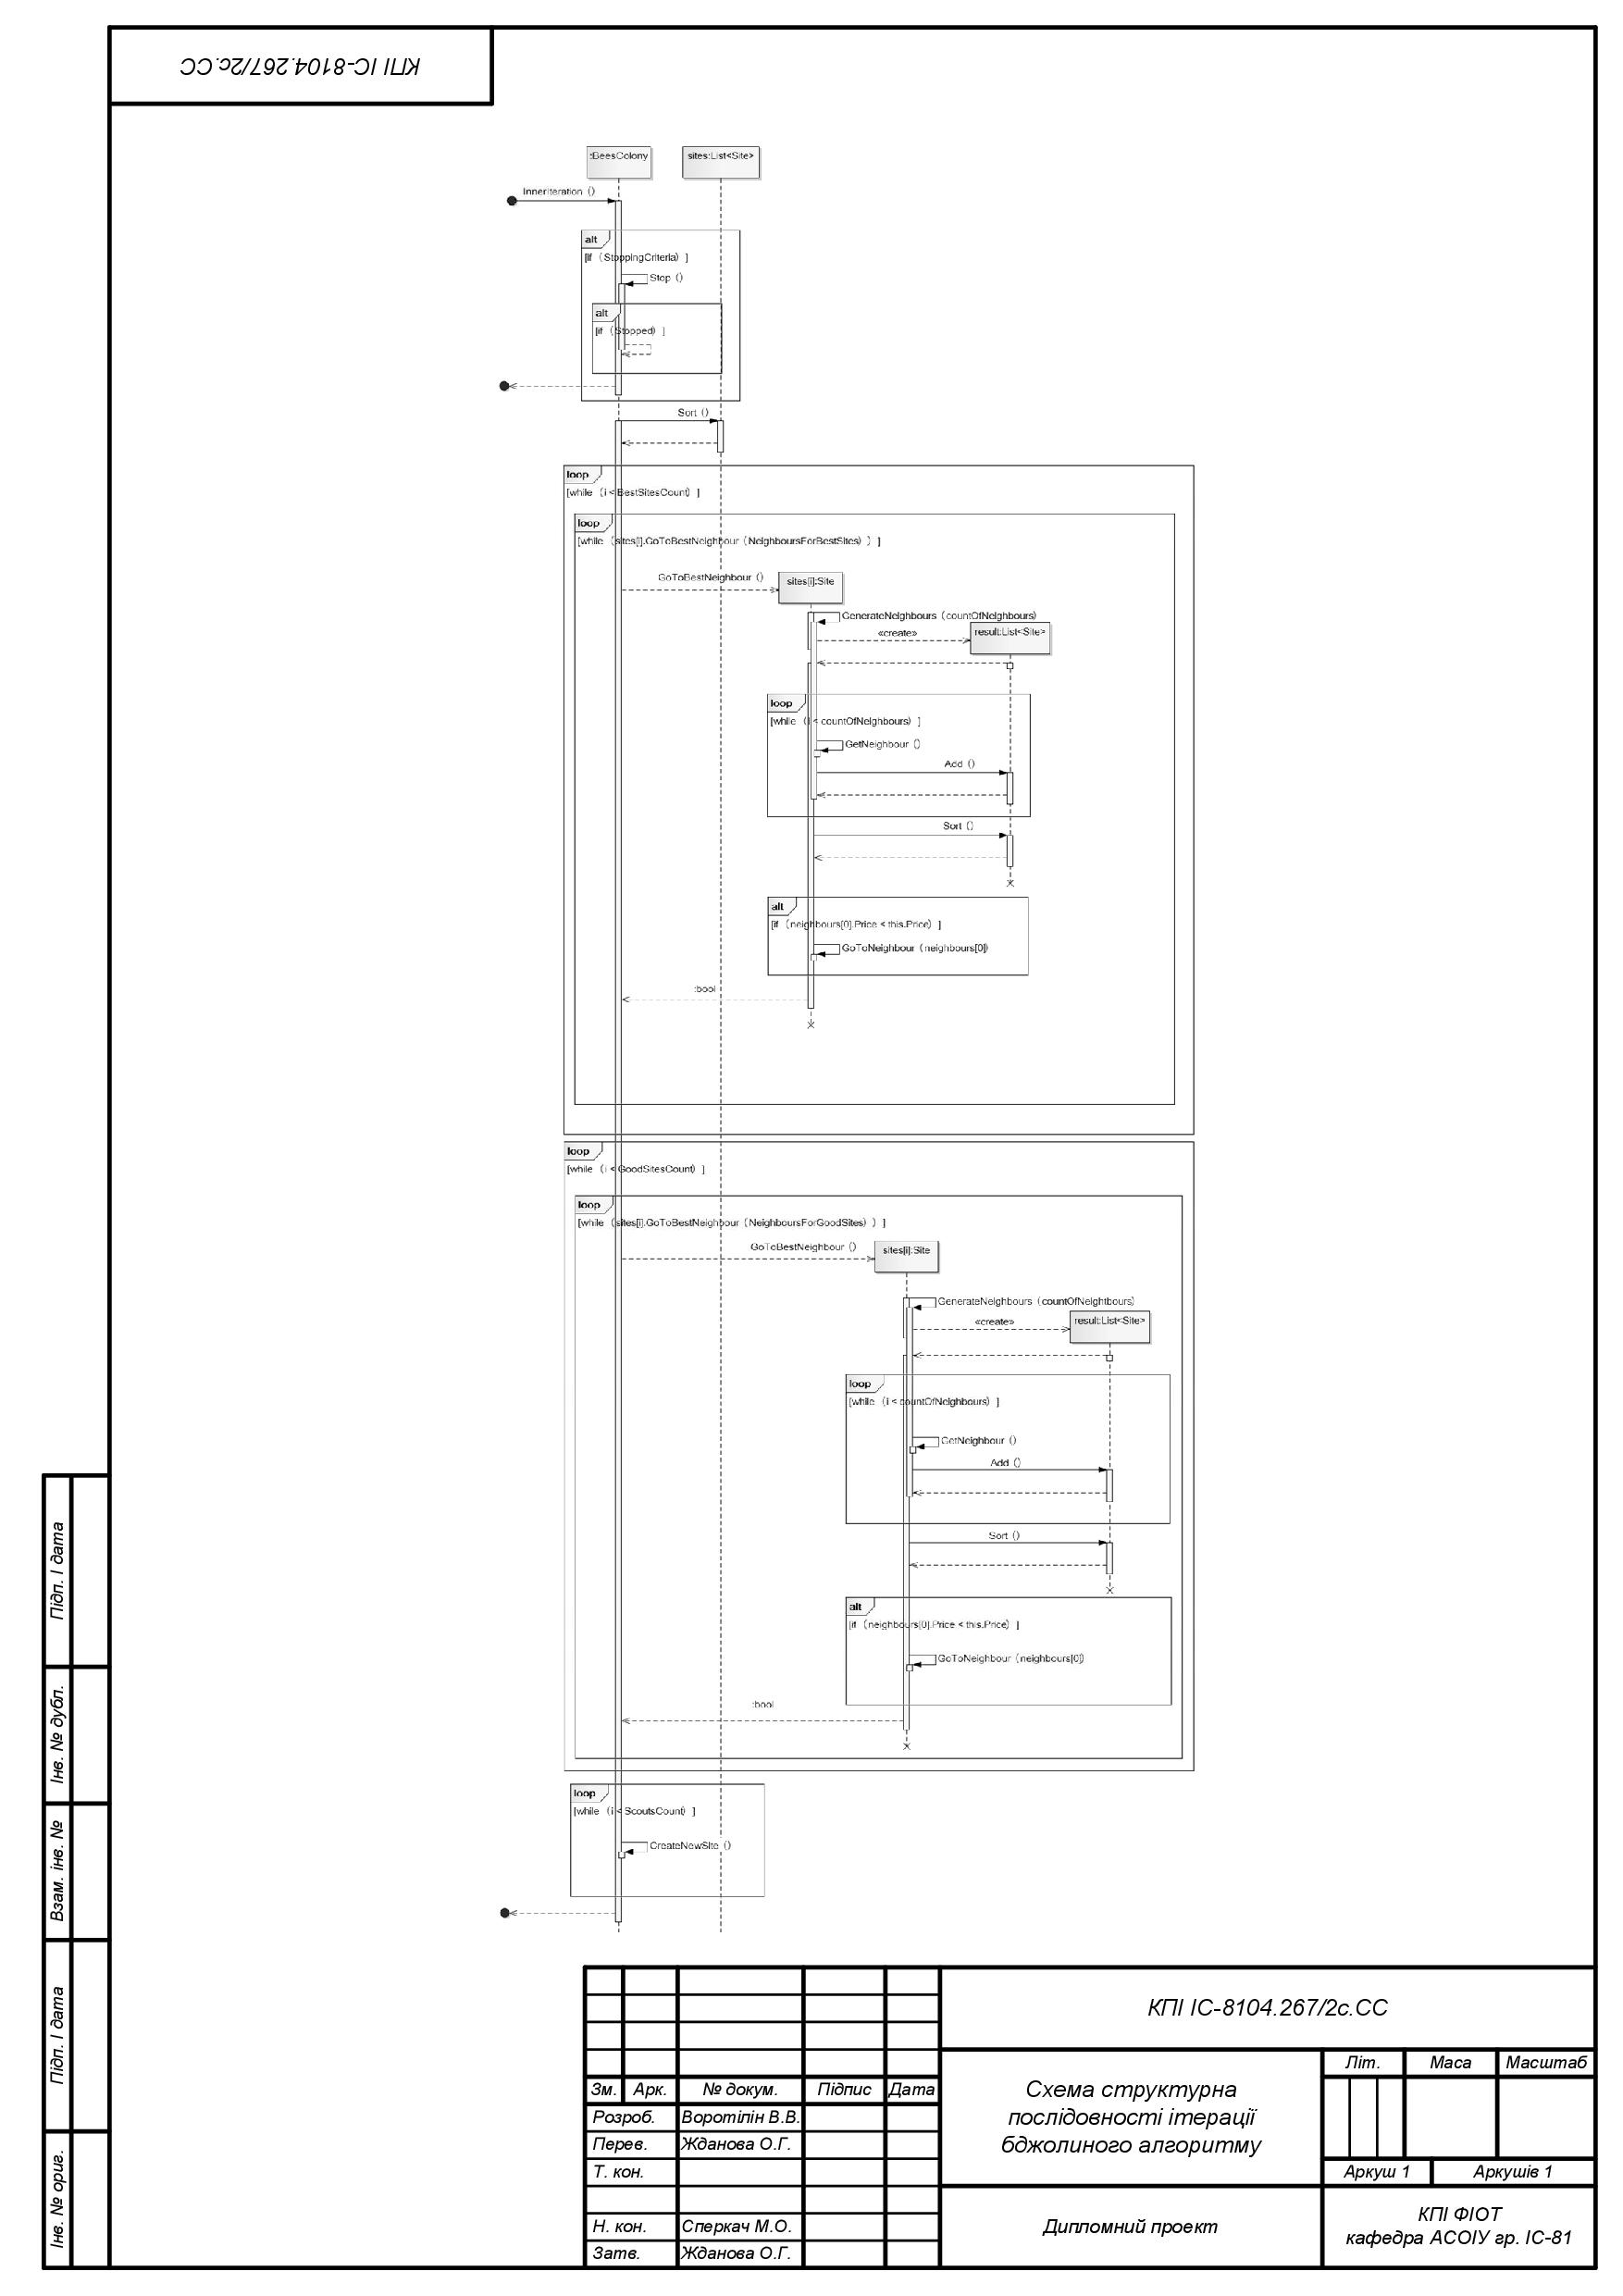 КПІ ІС-8104.267/2с.СС
:BeesColony
sites:List<Site>
InnerIteration ()
alt
[if (StoppingCriteria) ]
Stop ()
alt
[if (Stopped) ]
Sort ()
loop
[while (i < BestSitesCount) ]
loop
[while (sites[i].GoToBestNeighbour (NeighboursForBestSites) ) ]
GoToBestNeighbour ()
sites[i]:Site
GenerateNeighbours (countOfNeighbours)
«create»
result:List<Site>
loop
[while (i < countOfNeighbours) ]
GetNeighbour ()
Add ()
Sort ()
alt
[if (neighbours[0].Price < this.Price) ]
GoToNeighbour (neighbours[0])
:bool
loop
[while (i < GoodSitesCount) ]
loop
[while (sites[i].GoToBestNeighbour (NeighboursForGoodSites) ) ]
GoToBestNeighbour ()
sites[i]:Site
GenerateNeighbours (countOfNeightbours)
«create»
result:List<Site>
loop
[while (i < countOfNeighbours) ]
GetNeighbour ()
Add ()
Sort ()
alt
[if (neighbours[0].Price < this.Price) ]
GoToNeighbour (neighbours[0])
:bool
loop
[while (i < ScoutsCount) ]
CreateNewSite ()
Підп. І дата
Інв. № дубл.
Взам. інв. №
Підп. І дата
Інв. № ориг.
КПІ ІС-8104.267/2с.СС
Зм. Арк. № докум. Підпис Дата
Розроб. Воротілін В.В.
Перев. Жданова О.Г.
Т. кон.
Н. кон. Сперкач М.О.
Затв. Жданова О.Г.
Схема структурна
послідовності ітерації
бджолиного алгоритму
Літ. Маса Масштаб
Аркуш 1 Аркушів 1
Дипломний проект
КПІ ФІОТ
кафедра АСОІУ гр. ІС-81